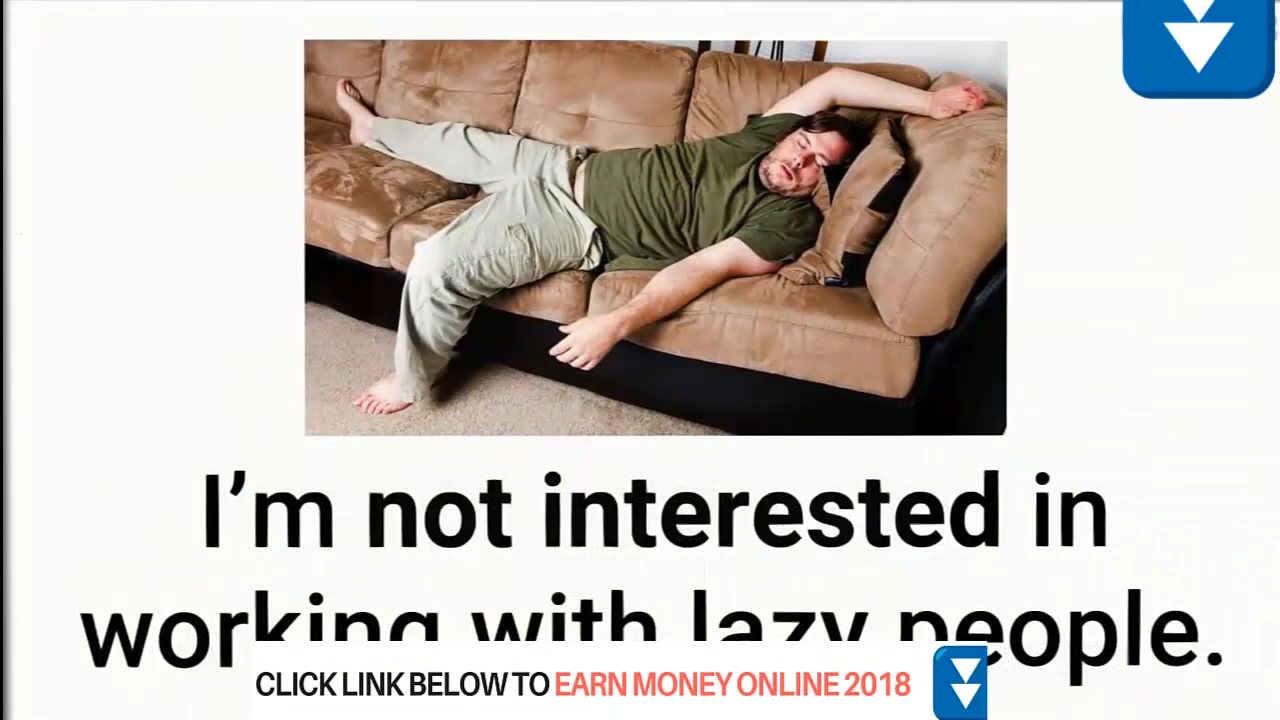 I'm not interested in
working with lazy people.
CLICK LINK BELOW TO EARN MONEY ONLINE 2018